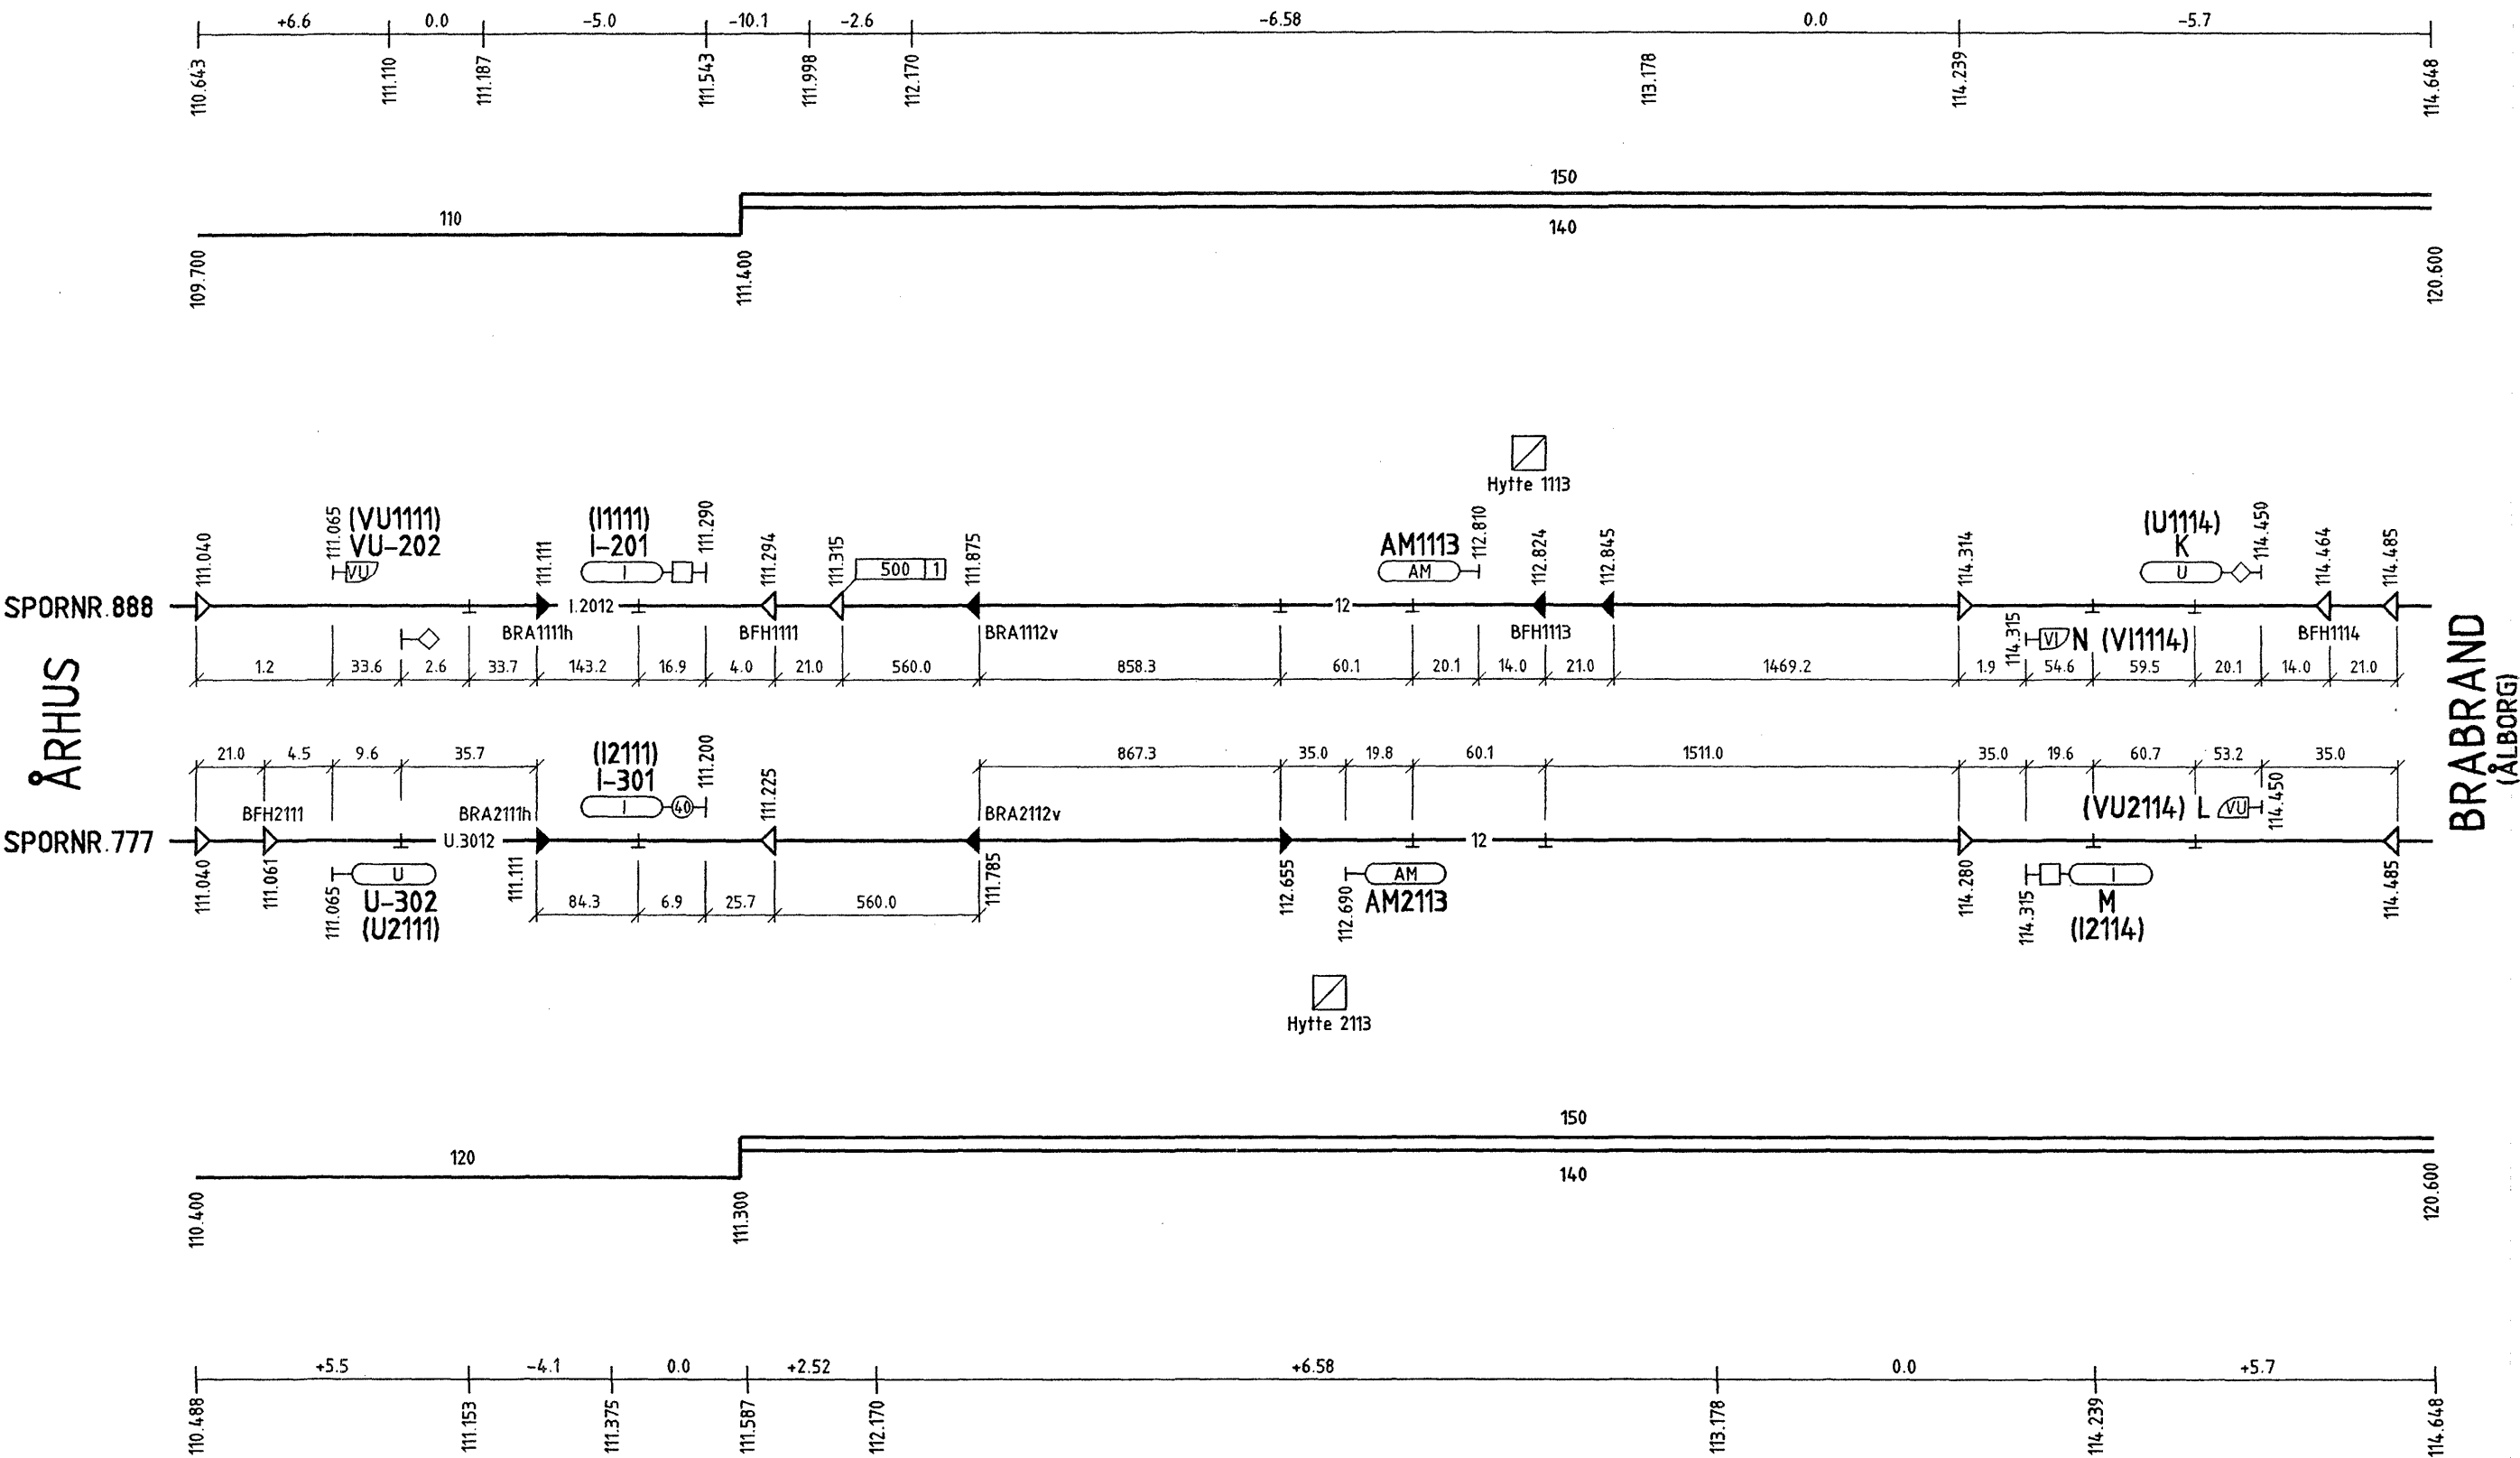 +6.6 0.0 -5.0 -10.1 -2.6 -6.58 0.0 -5.7
110.643 111.110 111.187 111.543 111.998 112.170 113.178 114.239 114.648
150
110
140
109.700 111.400 120.600
Hytte 1113
111.040 111.065 (VU1111) 111.111 (I1111) 111.290 111.294 111.315 111.875 112.810 112.824 112.845 114.314 (U1114) 114.450 114.464 114.485
VU-202 I-201 AM1113 K
VU I 500 1 AM U
SPORNR.888 I.2012 12
BRA1111h BFH1111 BRA1112v BFH1113 114.315 VI N (VI1114) BFH1114
1.2 33.6 2.6 33.7 143.2 16.9 4.0 21.0 560.0 858.3 60.1 20.1 14.0 21.0 1469.2 1.9 54.6 59.5 20.1 14.0 21.0
ÅRHUS
BRABRAND
(ÅLBORG)
21.0 4.5 9.6 35.7 (I2111) 111.200 867.3 35.0 19.8 60.1 1511.0 35.0 19.6 60.7 53.2 35.0
I-301 111.225
BFH2111 BRA2111h I 40 BRA2112v (VU2114) L VU 114.450
SPORNR.777 U.3012 12
111.040 111.061 111.065 U 111.111 111.785 112.655 112.690 AM 114.280 114.315 I 114.485
U-302 84.3 6.9 25.7 560.0 AM2113 M
(U2111) (I2114)
Hytte 2113
150
120
140
110.400 111.300 120.600
+5.5 -4.1 0.0 +2.52 +6.58 0.0 +5.7
110.488 111.153 111.375 111.587 112.170 113.178 114.239 114.648